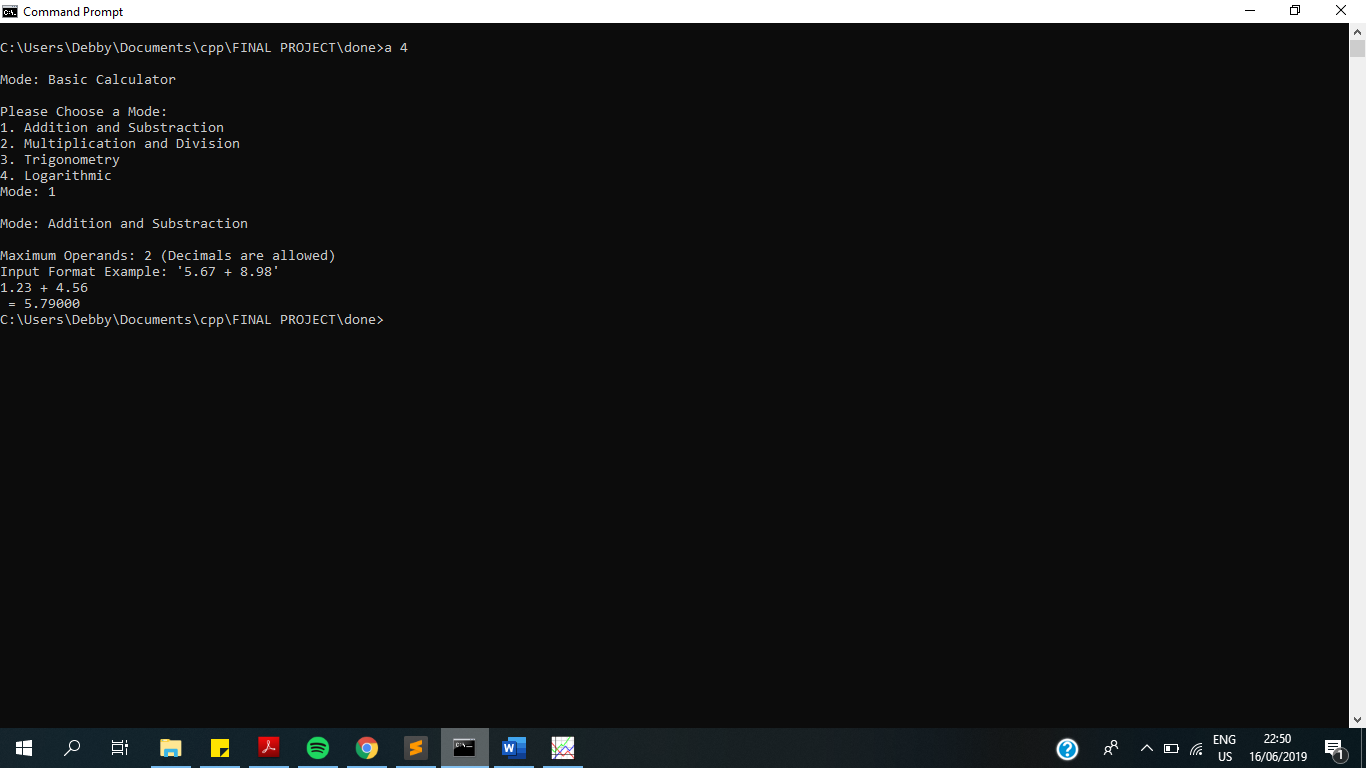 Command Prompt
C:\Users\Debby\Documents\cpp\FINAL PROJECT\done>a 4
Mode: Basic Calculator
Please Choose a Mode:
1. Addition and Substraction
2. Multiplication and Division
3. Trigonometry
4. Logarithmic
Mode: 1
Mode: Addition and Substraction
Maximum Operands: 2 (Decimals are allowed)
Input Format Example: '5.67 + 8.98'
1.23 + 4.56
 = 5.79000
C:\Users\Debby\Documents\cpp\FINAL PROJECT\done>
ENG
US
22:50
16/06/2019
1